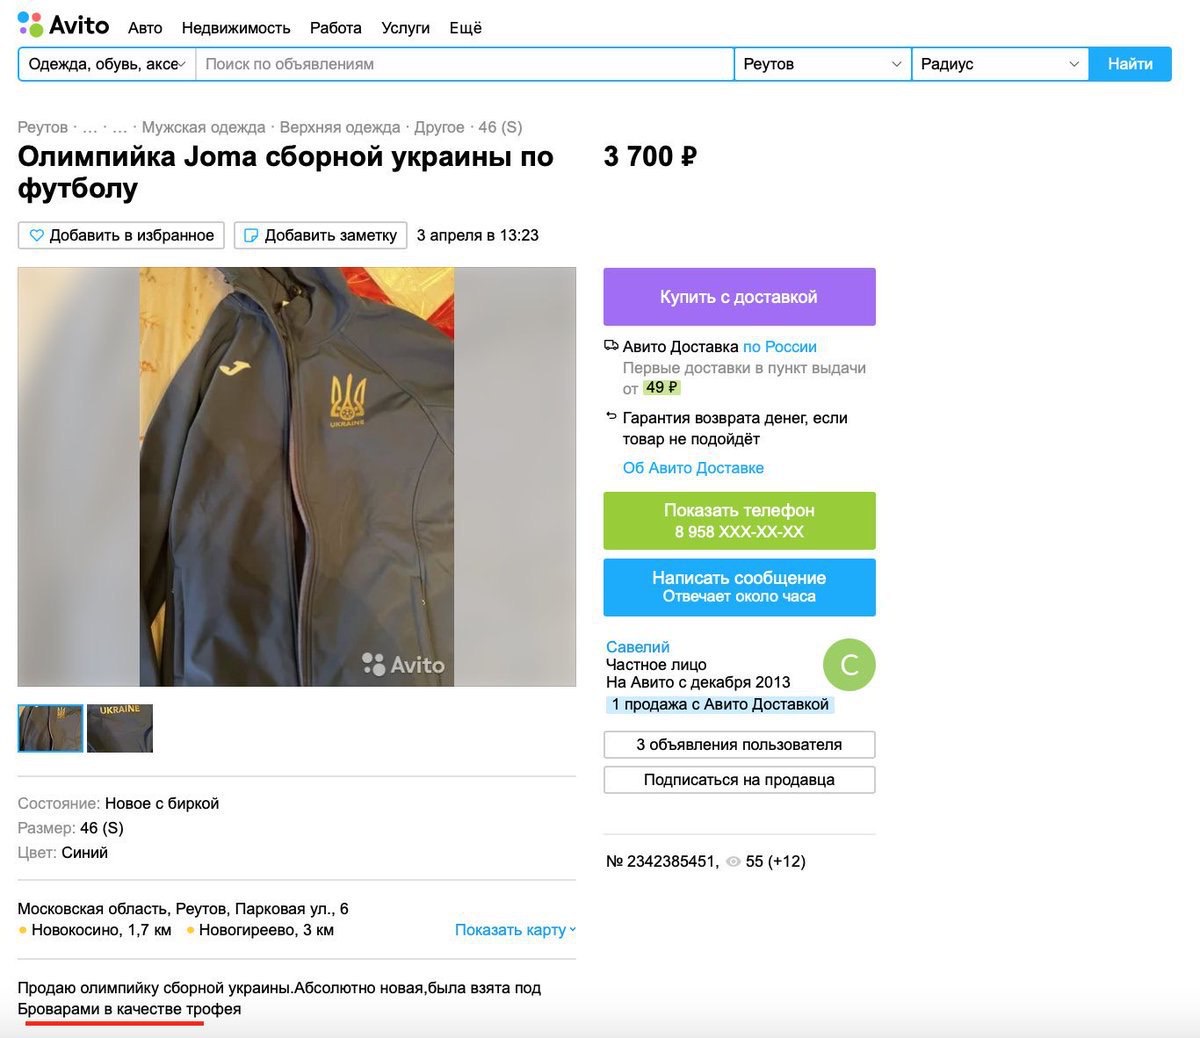 Avito Авто Недвижимость Работа Услуги Ещё
Одежда, обувь, аксе Поиск по объявлениям Реутов Радиус Найти
Реутов · ... · ... · Мужская одежда · Верхняя одежда · Другое · 46 (S)
Олимпийка Joma сборной украины по
футболу
3 700 ₽
Добавить в избранное Добавить заметку 3 апреля в 13:23
UKRAINE
Avito
UKRAINE
Купить с доставкой
Авито Доставка по России
Первые доставки в пункт выдачи
от 49 ₽
Гарантия возврата денег, если
товар не подойдёт
Об Авито Доставке
Показать телефон
8 958 XXX-XX-XX
Написать сообщение
Отвечает около часа
Савелий
Частное лицо
На Авито с декабря 2013
1 продажа с Авито Доставкой
С
3 объявления пользователя
Подписаться на продавца
№ 2342385451, 55 (+12)
Состояние: Новое с биркой
Размер: 46 (S)
Цвет: Синий
Московская область, Реутов, Парковая ул., 6
Новокосино, 1,7 км Новогиреево, 3 км Показать карту
Продаю олимпийку сборной украины.Абсолютно новая,была взята под
Броварами в качестве трофея